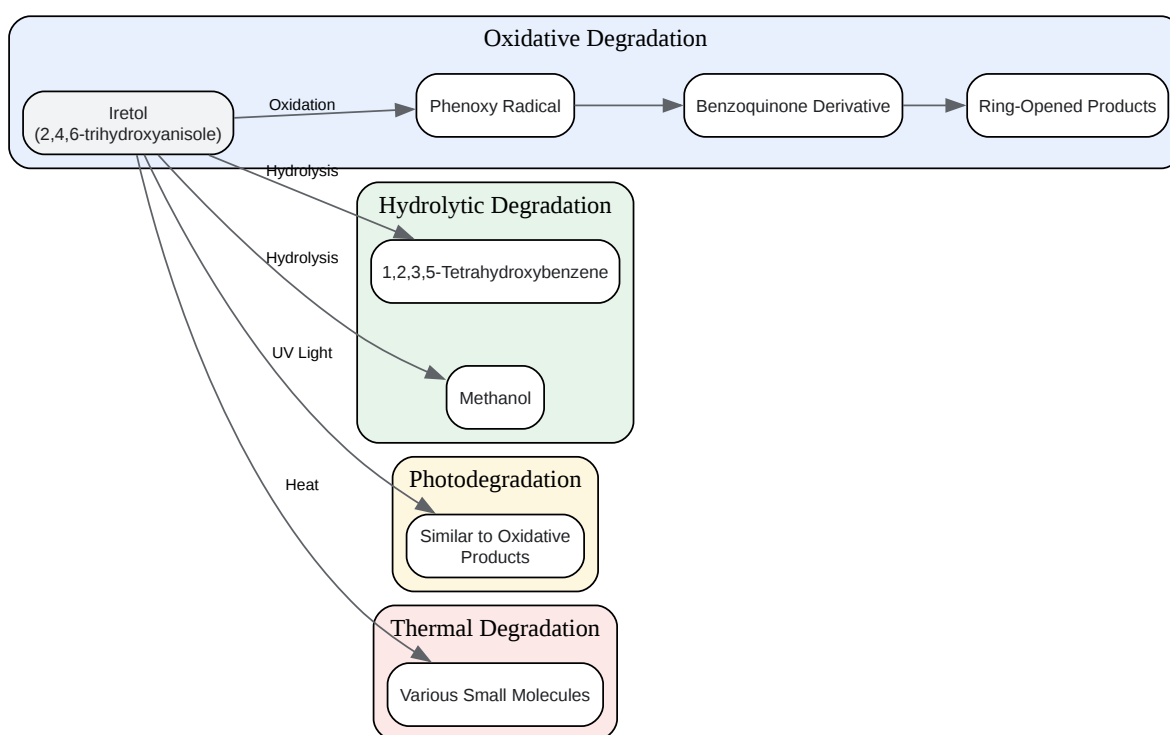 Oxidative Degradation
Iretol
(2,4,6-trihydroxyanisole)
Oxidation
Phenoxy Radical
Benzoquinone Derivative
Ring-Opened Products
Hydrolysis
Hydrolytic Degradation
1,2,3,5-Tetrahydroxybenzene
Hydrolysis
Methanol
UV Light
Photodegradation
Similar to Oxidative
Products
Heat
Thermal Degradation
Various Small Molecules